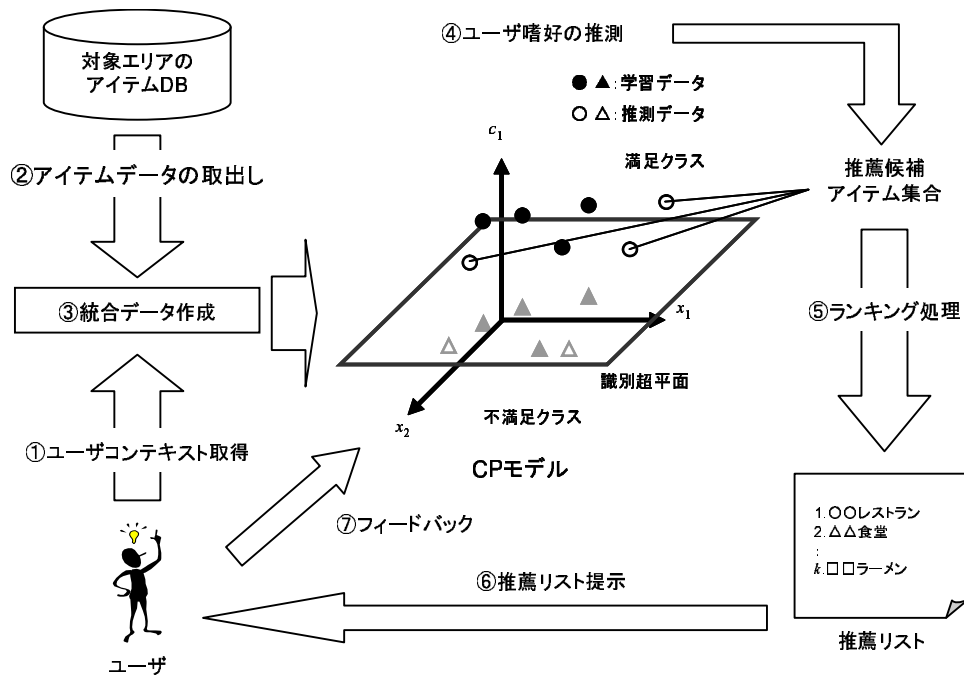 対象エリアの
アイテムDB
④ユーザ嗜好の推測
●▲:学習データ
○△:推測データ
②アイテムデータの取出し
c1
満足クラス
推薦候補
アイテム集合
③統合データ作成
x1
⑤ランキング処理
識別超平面
不満足クラス
x2
①ユーザコンテキスト取得
CPモデル
⑦フィードバック
1.○○レストラン
2.△△食堂
:
k.□□ラーメン
⑥推薦リスト提示
推薦リスト
ユーザ